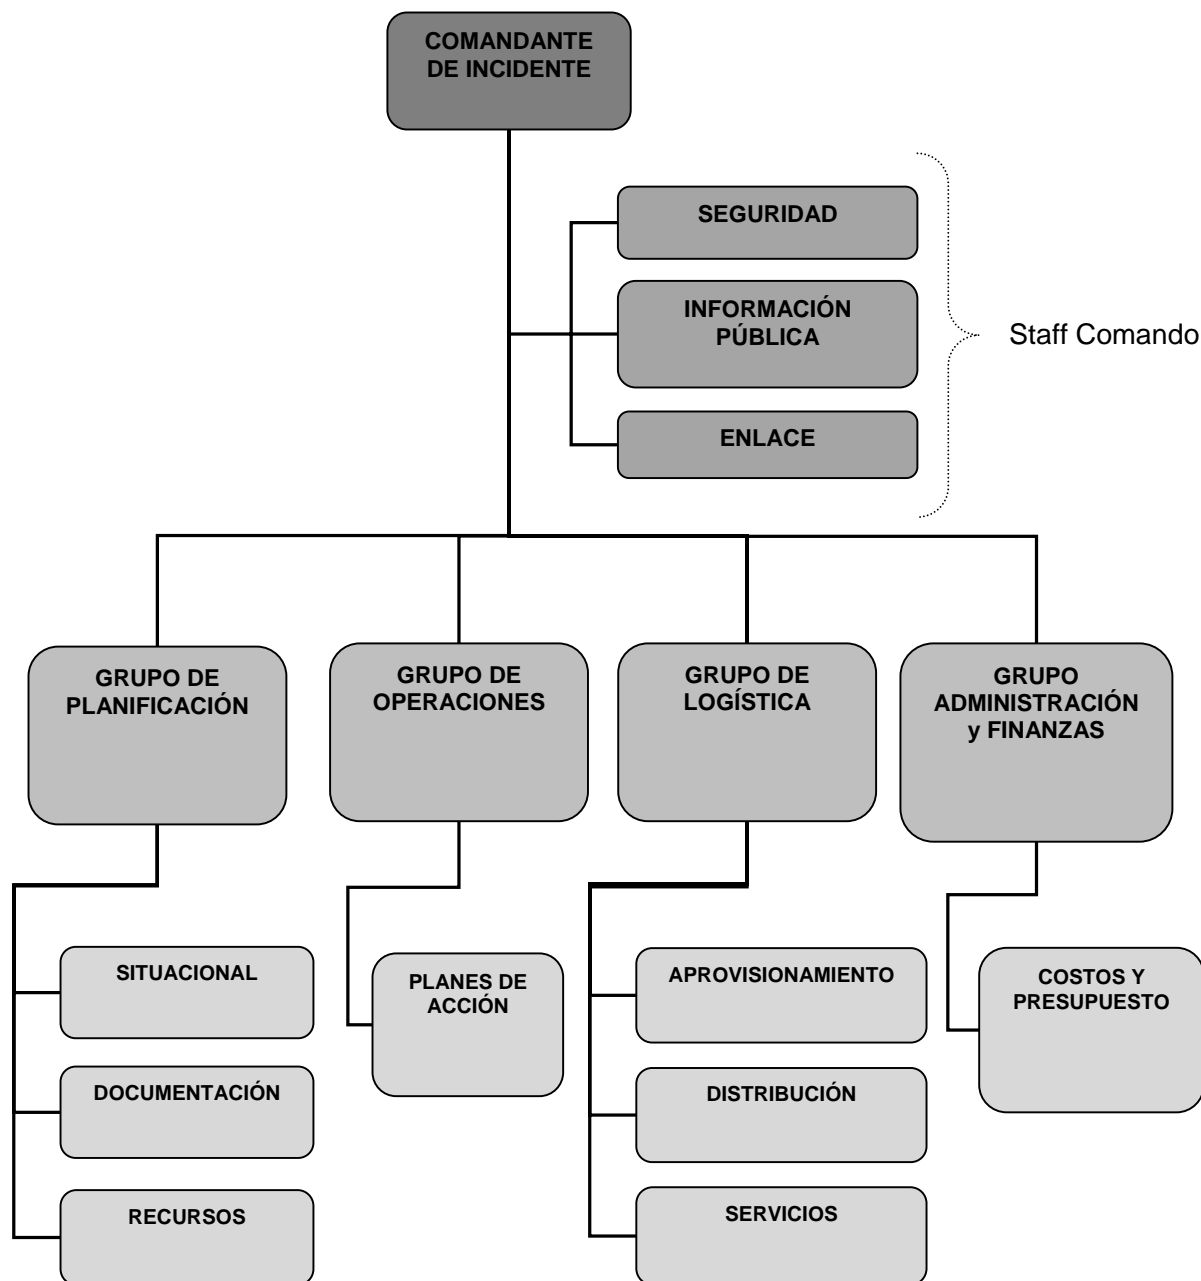 COMANDANTE
DE INCIDENTE
SEGURIDAD
INFORMACIÓN
PÚBLICA
Staff Comando
ENLACE
GRUPO DE
PLANIFICACIÓN
GRUPO DE
OPERACIONES
GRUPO DE
LOGÍSTICA
GRUPO
ADMINISTRACIÓN
y FINANZAS
SITUACIONAL
DOCUMENTACIÓN
RECURSOS
PLANES DE
ACCIÓN
APROVISIONAMIENTO
DISTRIBUCIÓN
SERVICIOS
COSTOS Y
PRESUPUESTO